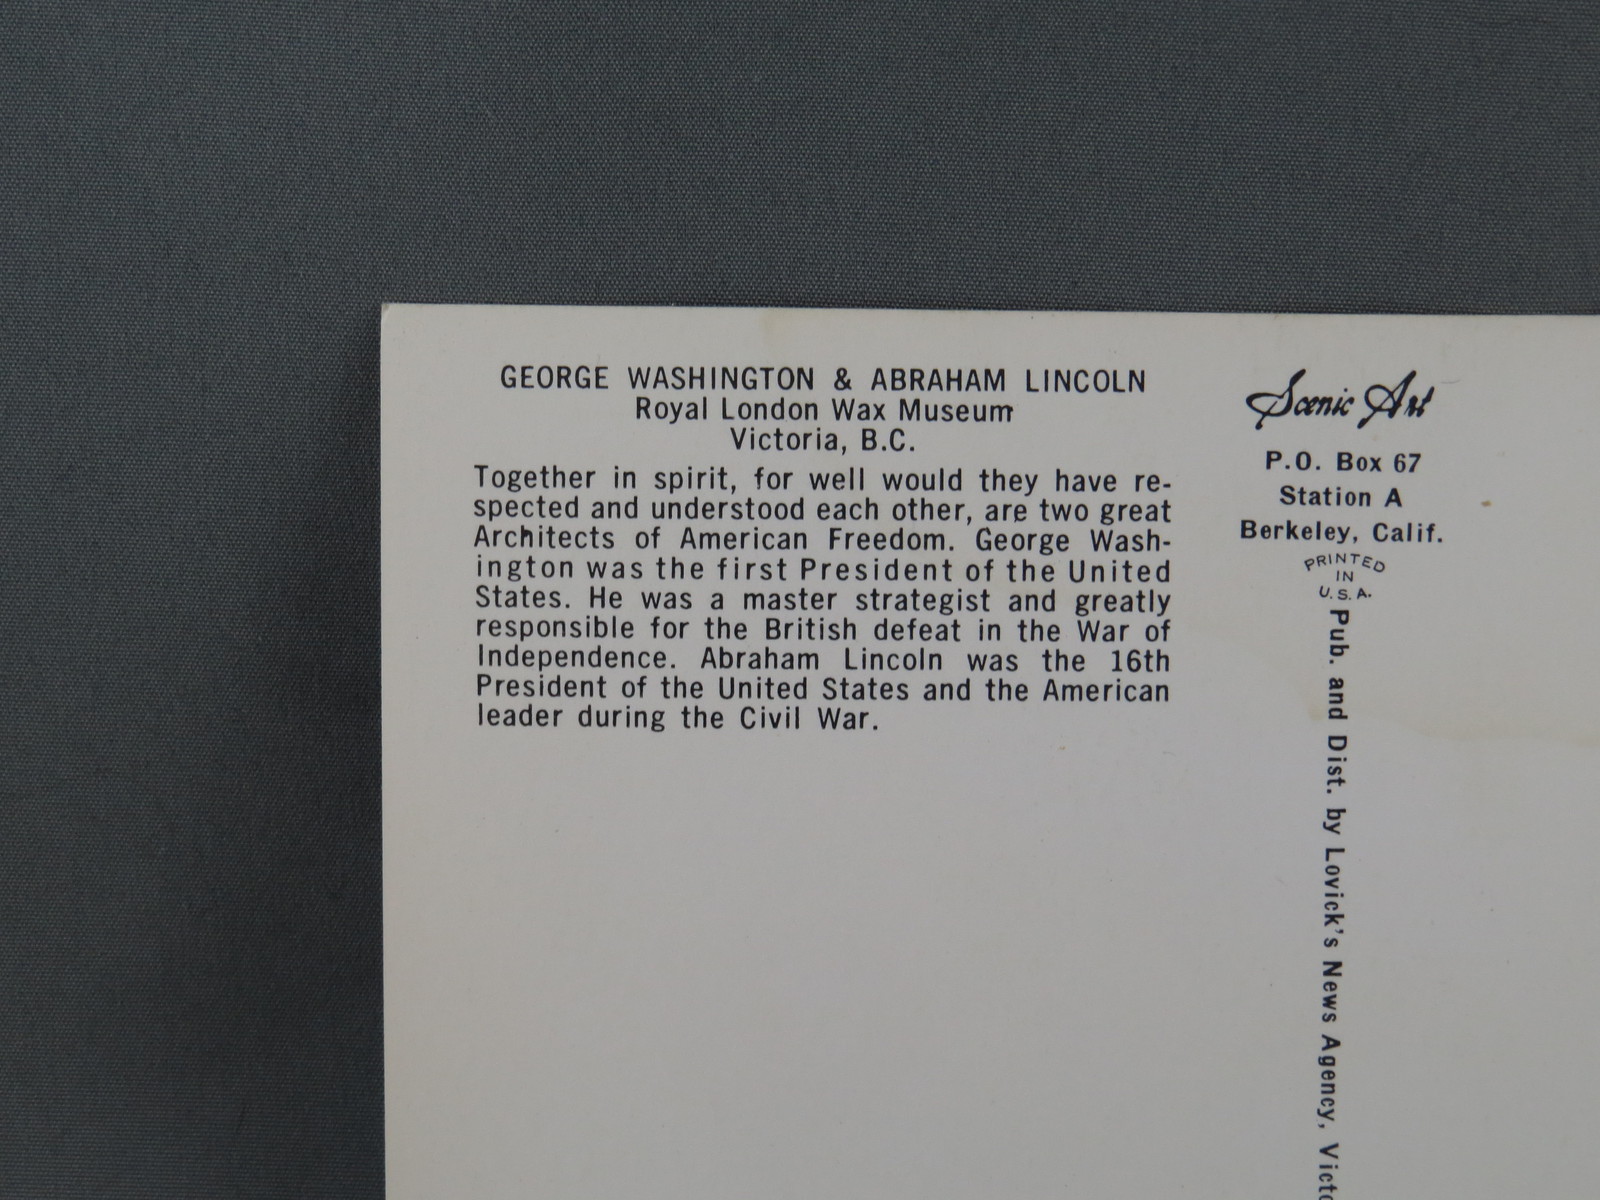 GEORGE WASHINGTON & ABRAHAM LINCOLN
Royal London Wax Museum
Victoria, B.C.
Together in spirit, for well would they have re-
spected and understood each other, are two great
Architects of American Freedom. George Wash-
ington was the first President of the United
States. He was a master strategist and greatly
responsible for the British defeat in the War of
Independence. Abraham Lincoln was the 16th
President of the United States and the American
leader during the Civil War.
Scenic Art
P.O. Box 67
Station A
Berkeley, Calif.
PRINTED
IN
U.S.A.
Pub. and Dist. by Lovick's News Agency,